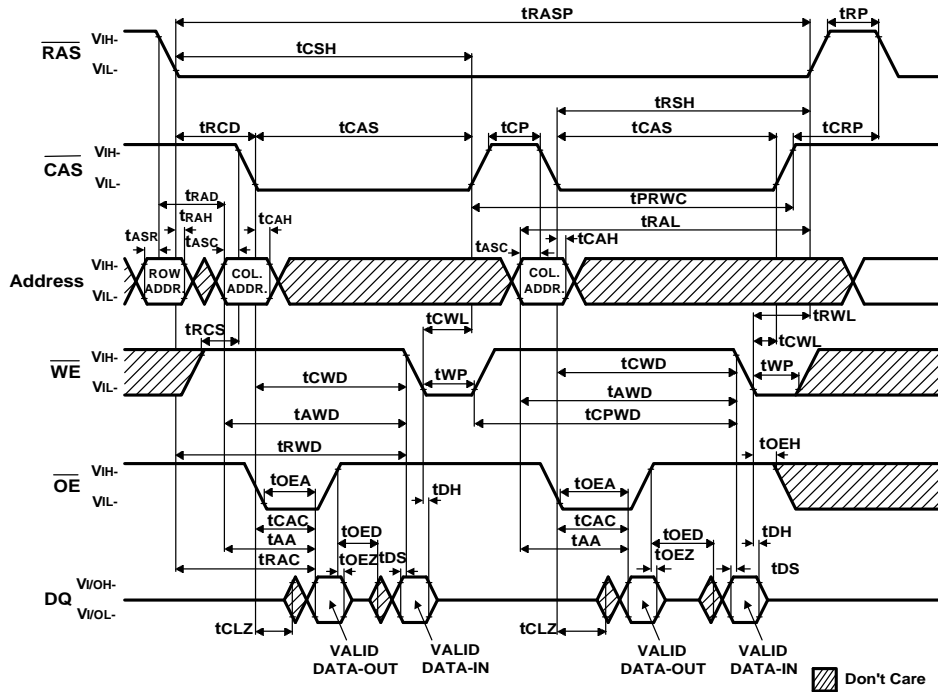 tRASP
tRP
RAS
VIH-
VIL-
tCSH
tRSH
tRCD
tCAS
tCP
tCAS
tCRP
CAS
VIH-
VIL-
tPRWC
tRAD
tRAL
tRAH
tCAH
tASR
tASC
tASC
tCAH
Address
VIH-
VIL-
ROW
ADDR.
COL.
ADDR.
COL.
ADDR.
tRWL
tRCS
tCWL
tCWL
WE
VIH-
VIL-
tCWD
tWP
tCWD
tWP
tAWD
tAWD
tCPWD
tRWD
tOEH
OE
VIH-
VIL-
tOEA
tDH
tOEA
tCAC
tOED
tCAC
tOED
tDH
tAA
tOEZ
tDS
tAA
tOEZ
tRAC
tDS
DQ
VI/OH-
VI/OL-
tCLZ
VALID
DATA-OUT
VALID
DATA-IN
tCLZ
VALID
DATA-OUT
VALID
DATA-IN
Don't Care